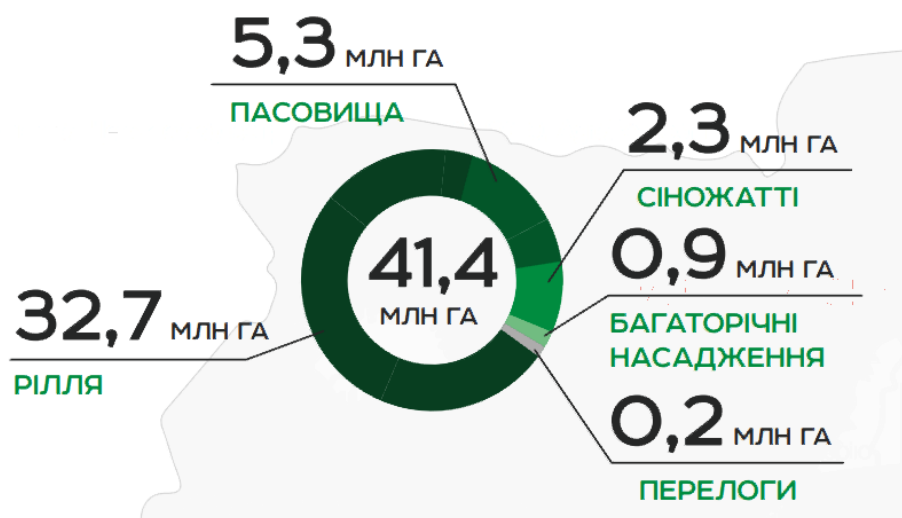 5,3 МЛН ГА
ПАСОВИЩА
2,3 МЛН ГА
СІНОЖАТТІ
0,9 МЛН ГА
БАГАТОРІЧНІ
НАСАДЖЕННЯ
0,2 МЛН ГА
ПЕРЕЛОГИ
41,4
МЛН ГА
32,7 МЛН ГА
РІЛЛЯ